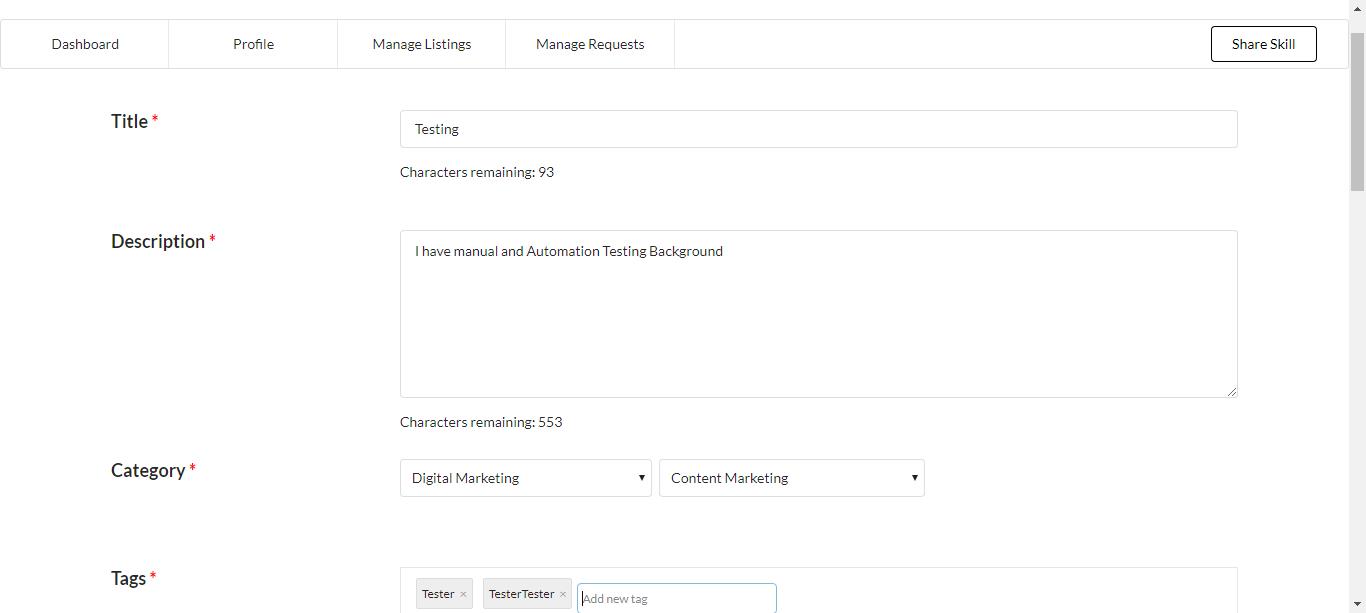 Dashboard Profile Manage Listings Manage Requests Share Skill
Title *
Testing
Characters remaining: 93
Description *
I have manual and Automation Testing Background
Characters remaining: 553
Category *
Digital Marketing Content Marketing
Tags *
Tester × TesterTester × Add new tag